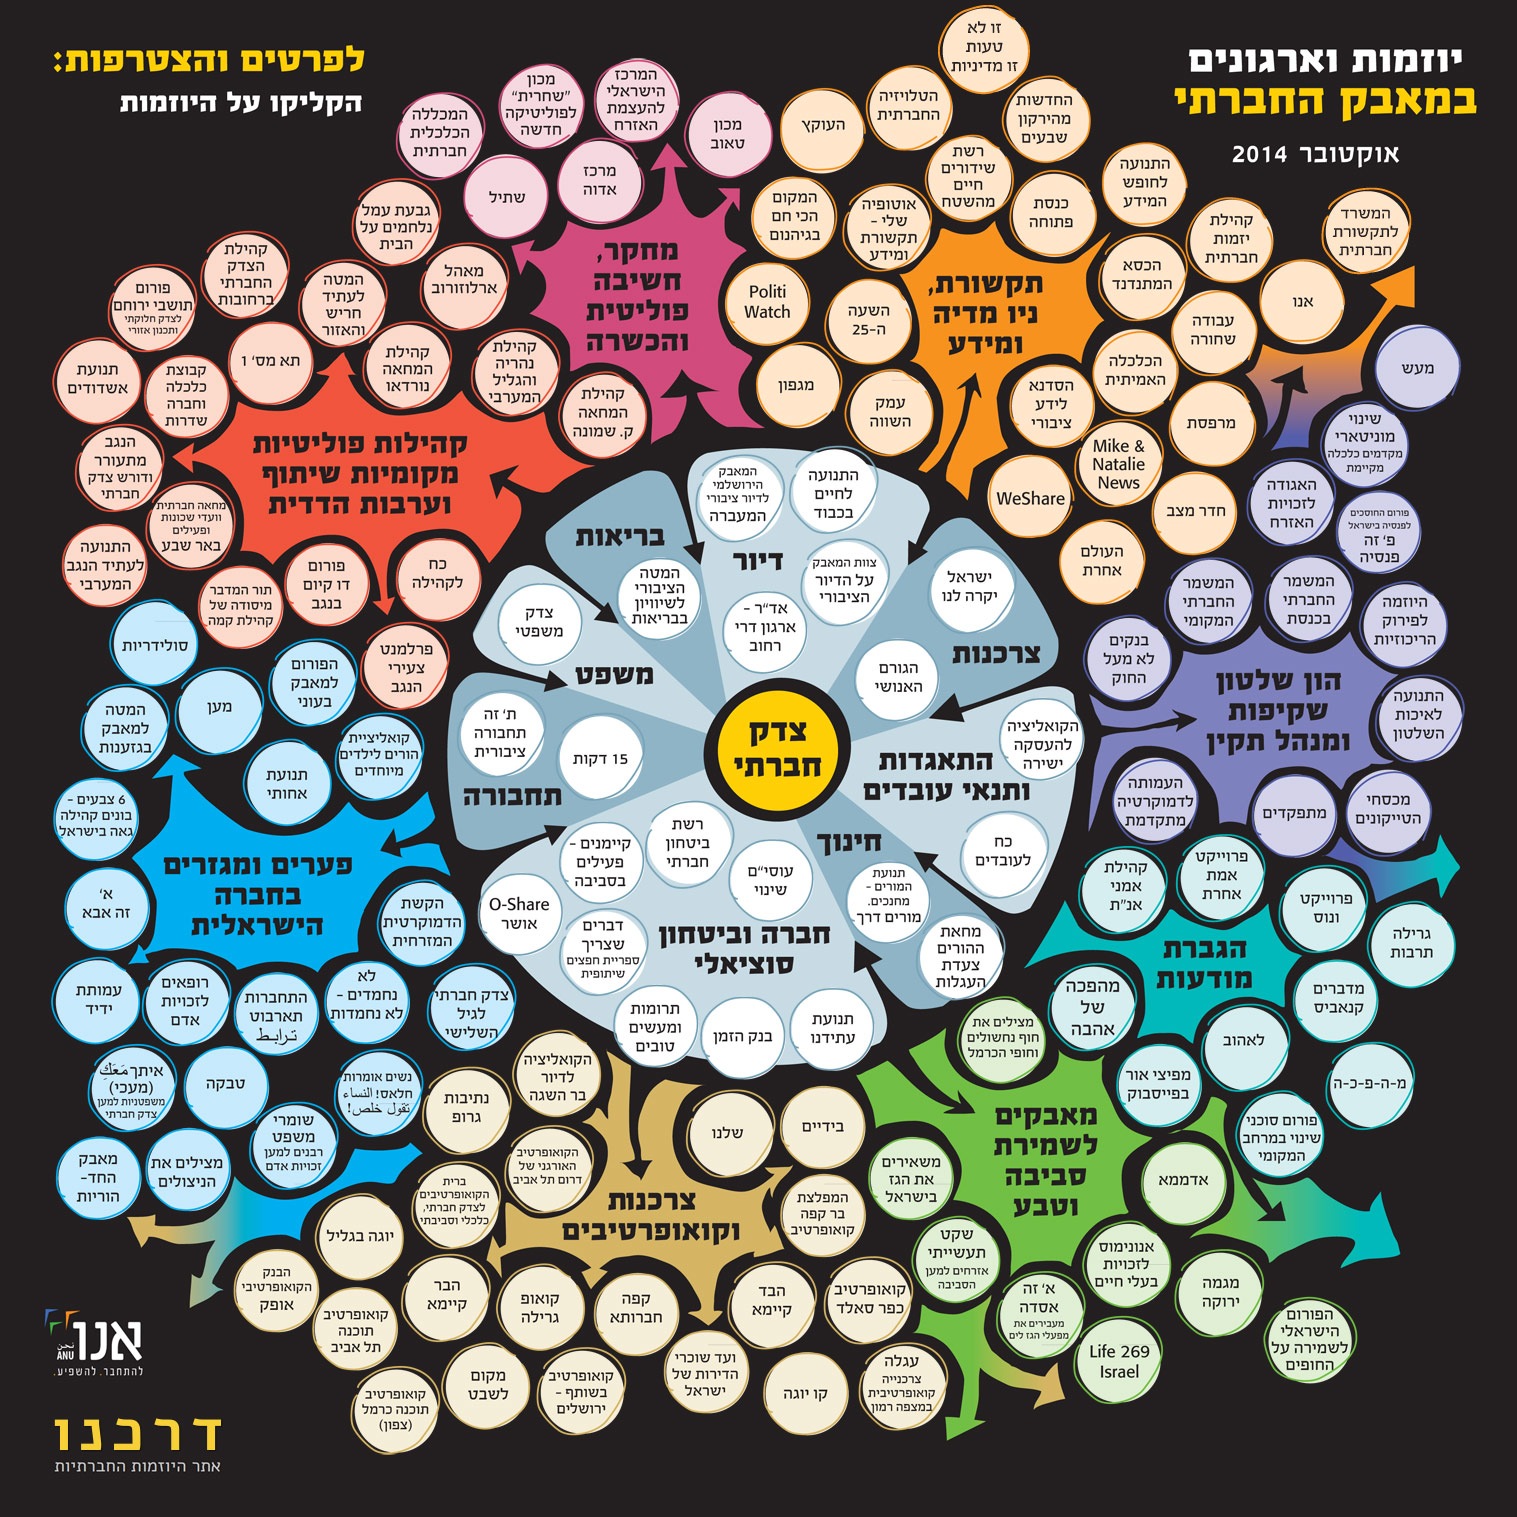 יוזמות וארגונים
במאבק החברתי
אוקטובר 2014
לפרטים והצטרפות:
הקליקו על היוזמות
צדק
חברתי
דיור
המאבק
הירושלמי
לדיור ציבורי
המעברה
התנועה
לחיים
בכבוד
צוות המאבק
על הדיור
הציבורי
אד"ר -
ארגון דרי
רחוב
צרכנות
ישראל
יקרה לנו
הגורם
האנושי
התאגדות
ותנאי עובדים
הקואליציה
להעסקה
ישירה
כח
לעובדים
חינוך
תנועת
המורים -
מחנכים.
מורים דרך
מחאת
ההורים
צעדת
העגלות
חברה וביטחון
סוציאלי
רשת
ביטחון
חברתי
עוסי"ם
שינוי
קיימנים -
פעילים
בסביבה
O-Share
אושר
דברים
שצריך
ספריית חפצים
שיתופית
תרומות
ומעשים
טובים
בנק הזמן
תנועת
עתידנו
תחבורה
ת' זה
תחבורה
ציבורית
15 דקות
משפט
צדק
משפטי
בריאות
המטה
הציבורי
לשיוויון
בבריאות
מחקר,
חשיבה
פוליטית
והכשרה
המכללה
הכלכלית
חברתית
מכון
"שחרית"
לפוליטיקה
חדשה
המרכז
הישראלי
להעצמת
האזרח
מכון
טאוב
מרכז
אדוה
שתיל
תקשורת,
ניו מדיה
ומידע
זו לא
טעות
זו מדיניות
הטלויזיה
החברתית
החדשות
מהירקון
שבעים
העוקץ
רשת
שידורים
חיים
מהשטח
התנועה
לחופש
המידע
המקום
הכי חם
בגיהנום
אוטופיה
שלי -
תקשורת
ומידע
כנסת
פתוחה
קהילת
יזמות
חברתית
המשרד
לתקשורת
חברתית
הכסא
המתנדנד
אנו
Politi
Watch
השעה
ה-25
עבודה
שחורה
הכלכלה
האמיתית
מגפון
עמק
השווה
הסדנא
לידע
ציבורי
מרפסת
Mike &
Natalie
News
WeShare
חדר מצב
העולם
אחרת
הון שלטון
שקיפות
ומנהל תקין
מעש
שינוי
מוניטארי
מקדמים כלכלה
מקיימת
האגודה
לזכויות
האזרח
פורום החוסכים
לפנסיה בישראל
פ' זה
פנסיה
המשמר
החברתי
המקומי
המשמר
החברתי
בכנסת
היוזמה
לפירוק
הריכוזיות
בנקים
לא מעל
החוק
התנועה
לאיכות
השלטון
העמותה
לדמוקרטיה
מתקדמת
מתפקדים
מכסחי
הטייקונים
הגברת
מודעות
קהילת
אמני
אנ"ת
פרוייקט
אמת
אחרת
פרוייקט
ונוס
גרילה
תרבות
מהפכה
של
אהבה
מדברים
קנאביס
לאהוב
מפיצי אור
בפייסבוק
מ-ה-פ-כ-ה
פורום סוכני
שינוי במרחב
המקומי
מאבקים
לשמירת
סביבה
וטבע
מצילים את
חוף נחשולים
וחופי הכרמל
משאירים
את הגז
בישראל
אדממא
שקט
תעשייתי
אזרחים למען
הסביבה
אנונימוס
לזכויות
בעלי חיים
מגמה
ירוקה
א' זה
אסדה
מעבירים את
מפעלי הגז לים
Life 269
Israel
הפורום
הישראלי
לשמירה על
החופים
צרכנות
וקואופרטיבים
הקואליציה
לדיור
בר השגה
נתיבות
גרופ
שלנו
בידיים
הקואופרטיב
האורגני של
דרום תל אביב
ברית
הקואופרטיבים
לצדק חברתי,
כלכלי וסביבתי
המפלצת
בר קפה
קואופרטיב
יוגה בגליל
הבנק
הקואופרטיבי
אופק
הבר
קיימא
קואופ
גרילה
קפה
חברותא
הבד
קיימא
קואופרטיב
כפר סאלד
קואופרטיב
תוכנה
תל אביב
קואופרטיב
תוכנה כרמל
(צפון)
מקום
לשבט
קואופרטיב
בשותף -
ירושלים
ועד שוכרי
הדירות של
ישראל
קו יוגה
עגלה
צרכנייה
קואופרטיבית
במצפה רמון
פערים ומגזרים
בחברה
הישראלית
סולידריות
הפורום
למאבק
בעוני
מען
המטה
למאבק
בגזענות
קואליציית
הורים לילדים
מיוחדים
תנועת
אחותי
6 צבעים -
בונים קהילה
גאה בישראל
א'
זה אבא
הקשת
הדמוקרטית
המזרחית
עמותת
ידיד
רופאים
לזכויות
אדם
התחברות
תראבוט
ترابط
לא
נחמדים -
לא נחמדות
צדק חברתי
לגיל
השלישי
איתך مَعَكِ
(מעכי)
משפטניות למען
צדק חברתי
טבקה
נשים אומרות
חלאס! النساء
تقول خلص!
שומרי
משפט
רבנים למען
זכויות אדם
מאבק
החד-
הוריות
מצילים את
הניצולים
קהילות פוליטיות
מקומיות שיתוף
וערבות הדדית
גבעת עמל
נלחמים על
הבית
קהילת
הצדק
החברתי
ברחובות
מאהל
ארלוזורוב
פורום
תושבי ירוחם
לצדק חלוקתי
ותכנון אזורי
המטה
לעתיד
חריש
והאזור
תנועת
אשדודים
קבוצת
כלכלה
וחברה
שדרות
תא מס' 1
קהילת
המחאה
נורדאו
קהילת
נהריה
והגליל
המערבי
קהילת
המחאה
ק. שמונה
הנגב
מתעורר
ודורש צדק
חברתי
מחאה חברתית
וועדי שכונות
ופעילים
באר שבע
התנועה
לעתיד הנגב
המערבי
תור המדבר
מיסודה של
קהילת קמה
פורום
דו קיום
בנגב
כח
לקהילה
פרלמנט
צעירי
הנגב
אנו
نحن
ANU
להתחבר. להשפיע.
דרכנו
אתר היוזמות החברתיות